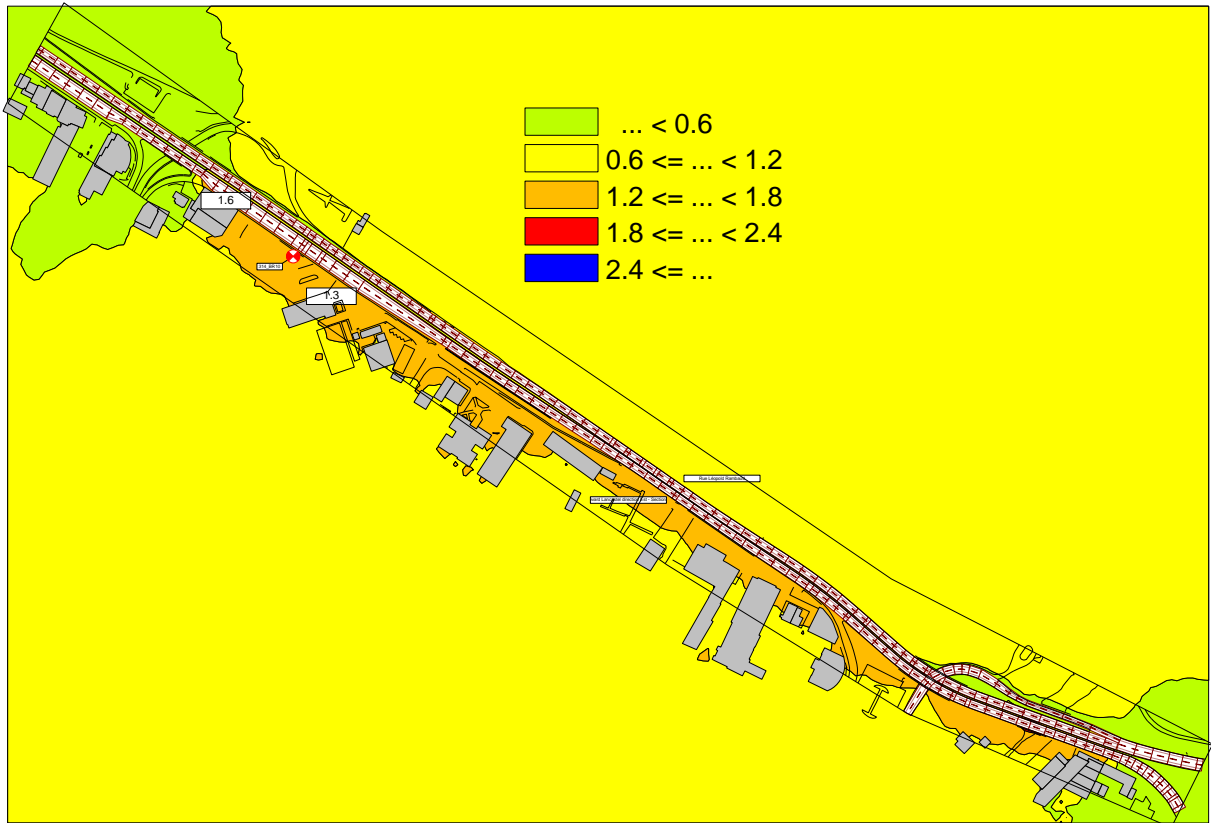 ... < 0.6
0.6 <= ... < 1.2
1.2 <= ... < 1.8
1.8 <= ... < 2.4
2.4 <= ...
1.6
1.3
Rue Léopold Rambaud